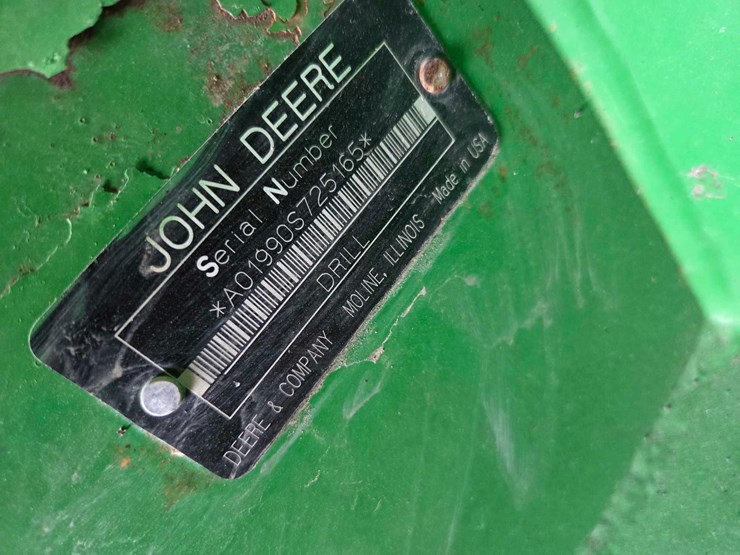 JOHN DEERE
Serial Number
*A01990S725165*
DRILL
DEERE & COMPANY MOLINE, ILLINOIS Made in USA